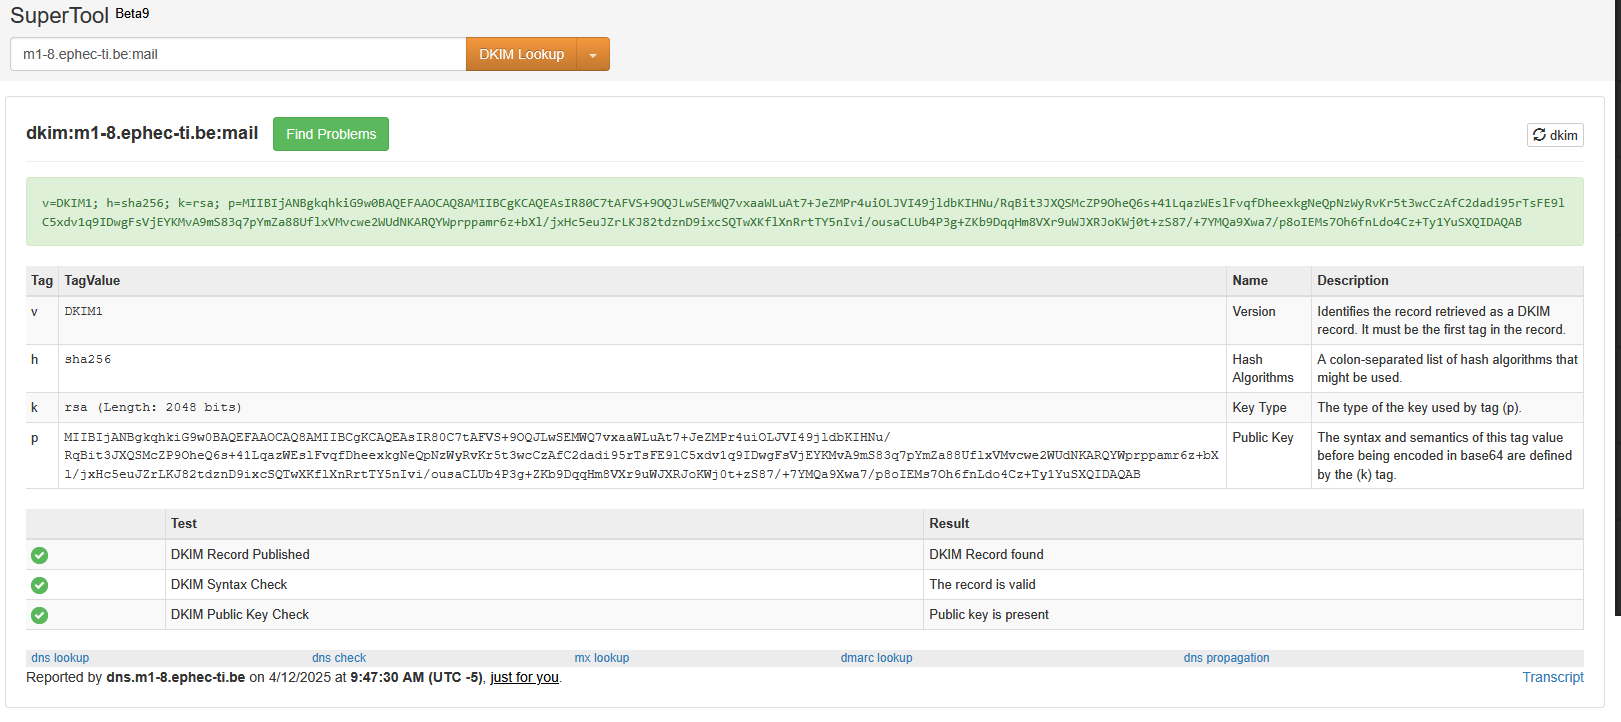 SuperTool Beta9
m1-8.ephec-ti.be:mail DKIM Lookup
dkim:m1-8.ephec-ti.be:mail Find Problems dkim
v=DKIM1; h=sha256; k=rsa; p=MIIBIjANBgkqhkiG9w0BAQEFAAOCAQ8AMIIBCgKCAQEAsIR80C7tAFVS+9OQJLwSEMWQ7vxaaWLuAt7+JeZMPr4uiOLJVI49jldbKIHNu/RqBit3JXQSMcZP9OheQ6s+41LqazWEslFvqfDheexkgNeQpNzWyRvKr5t3wcCzAfC2dadi95rTsFE9l
C5xdv1q9IDwgFsVjEYKMvA9mS83q7pYmZa88UflxVMvcwe2WUdNKARQYWprppamr6z+bXl/jxHc5euJZrLKJ82tdznD9ixcSQTwXKflXnRrtTY5nIvi/ousaCLUb4P3g+ZKb9DqqHm8VXr9uWJXRJoKWj0t+zS87/+7YMQa9Xwa7/p8oIEMs7Oh6fnLdo4Cz+Ty1YuSXQIDAQAB
Tag TagValue Name Description
v DKIM1 Version Identifies the record retrieved as a DKIM
record. It must be the first tag in the record.
h sha256 Hash A colon-separated list of hash algorithms that
Algorithms might be used.
k rsa (Length: 2048 bits) Key Type The type of the key used by tag (p).
p MIIBIjANBgkqhkiG9w0BAQEFAAOCAQ8AMIIBCgKCAQEAsIR80C7tAFVS+9OQJLwSEMWQ7vxaaWLuAt7+JeZMPr4uiOLJVI49jldbKIHNu/ Public Key The syntax and semantics of this tag value
RqBit3JXQSMcZP9OheQ6s+41LqazWEslFvqfDheexkgNeQpNzWyRvKr5t3wcCzAfC2dadi95rTsFE9lC5xdv1q9IDwgFsVjEYKMvA9mS83q7pYmZa88UflxVMvcwe2WUdNKARQYWprppamr6z+bX before being encoded in base64 are defined
l/jxHc5euJZrLKJ82tdznD9ixcSQTwXKflXnRrtTY5nIvi/ousaCLUb4P3g+ZKb9DqqHm8VXr9uWJXRJoKWj0t+zS87/+7YMQa9Xwa7/p8oIEMs7Oh6fnLdo4Cz+Ty1YuSXQIDAQAB by the (k) tag.
Test Result
DKIM Record Published DKIM Record found
DKIM Syntax Check The record is valid
DKIM Public Key Check Public key is present
dns lookup dns check mx lookup dmarc lookup dns propagation
Reported by dns.m1-8.ephec-ti.be on 4/12/2025 at 9:47:30 AM (UTC -5), just for you. Transcript